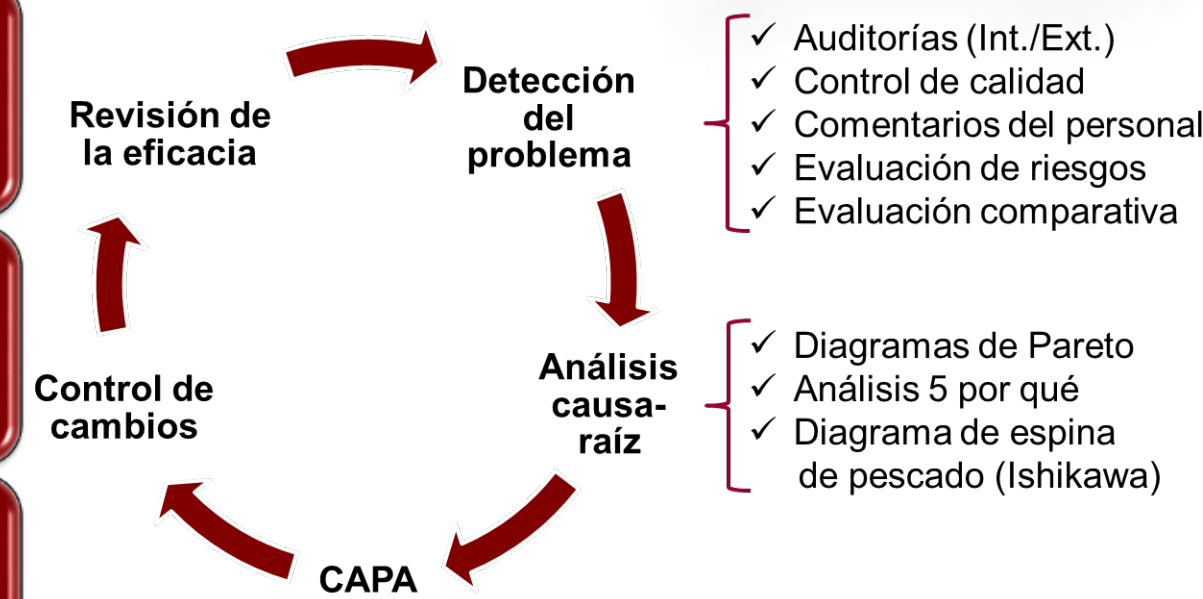 Detección
del
problema
✓ Auditorías (Int./Ext.)
✓ Control de calidad
✓ Comentarios del personal
✓ Evaluación de riesgos
✓ Evaluación comparativa
Análisis
causa-
raíz
✓ Diagramas de Pareto
✓ Análisis 5 por qué
✓ Diagrama de espina
de pescado (Ishikawa)
CAPA
Control de
cambios
Revisión de
la eficacia